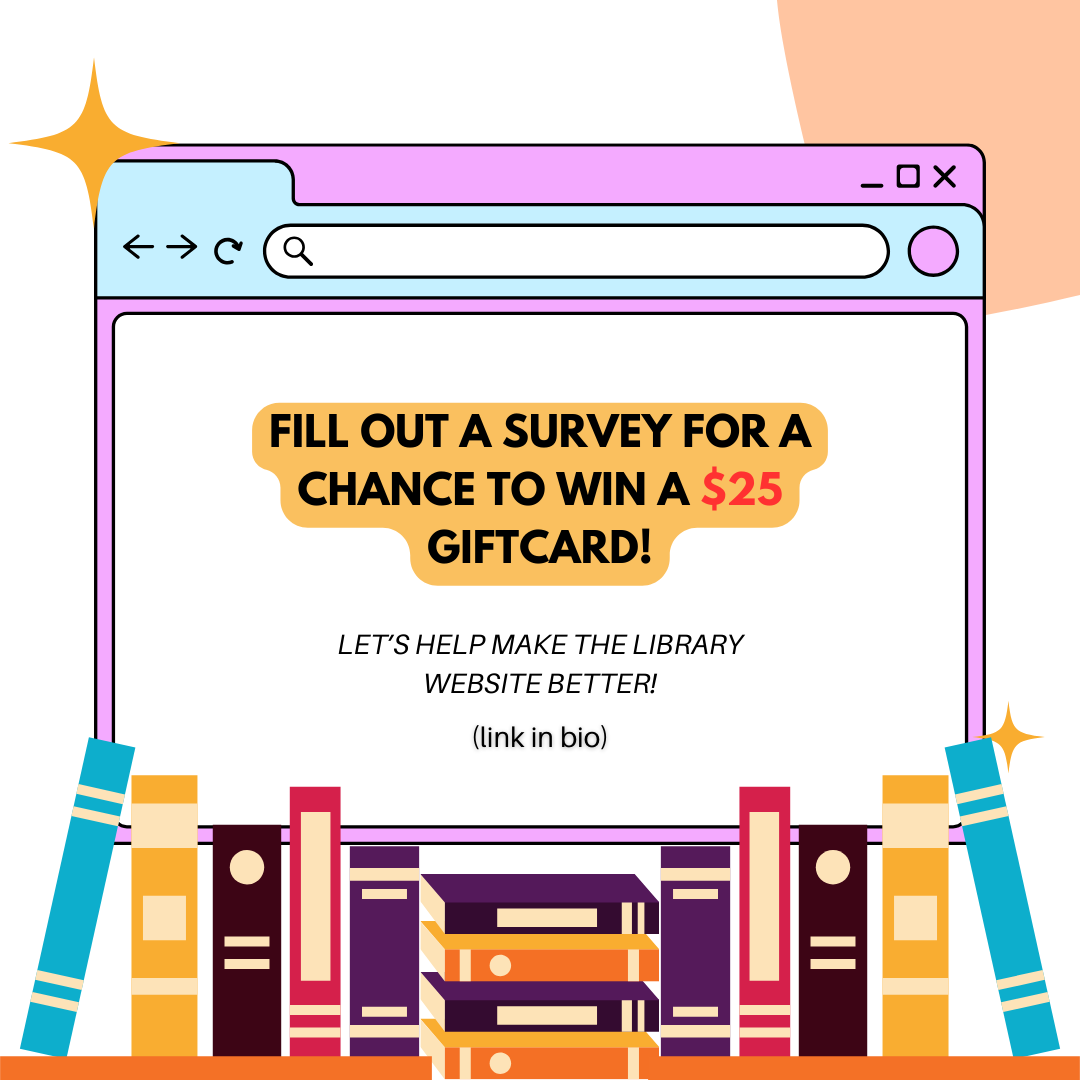 FILL OUT A SURVEY FOR A
CHANCE TO WIN A $25
GIFTCARD!
LET'S HELP MAKE THE LIBRARY
WEBSITE BETTER!
(link in bio)